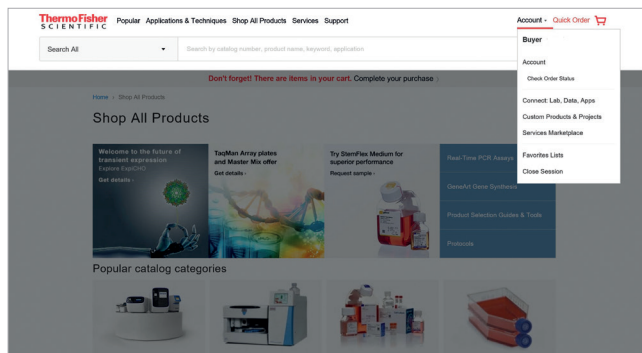 ThermoFisher
SCIENTIFIC
Popular Applications & Techniques Shop All Products Services Support
Account Quick Order
Search All
Search by catalog number, product name, keyword, application
Buyer
Account
Check Order Status
Connect: Lab, Data, Apps
Custom Products & Projects
Services Marketplace
Favorites Lists
Close Session
Don't forget! There are items in your cart. Complete your purchase ›
Home › Shop All Products
Shop All Products
Welcome to the future of
transient expression
Explore ExpiCHO
Get details ›
TaqMan Array plates
and Master Mix offer
Get details ›
Try StemFlex Medium for
superior performance
Request sample ›
Real-Time PCR Assays
GeneArt Gene Synthesis
Product Selection Guides & Tools
Protocols
Popular catalog categories